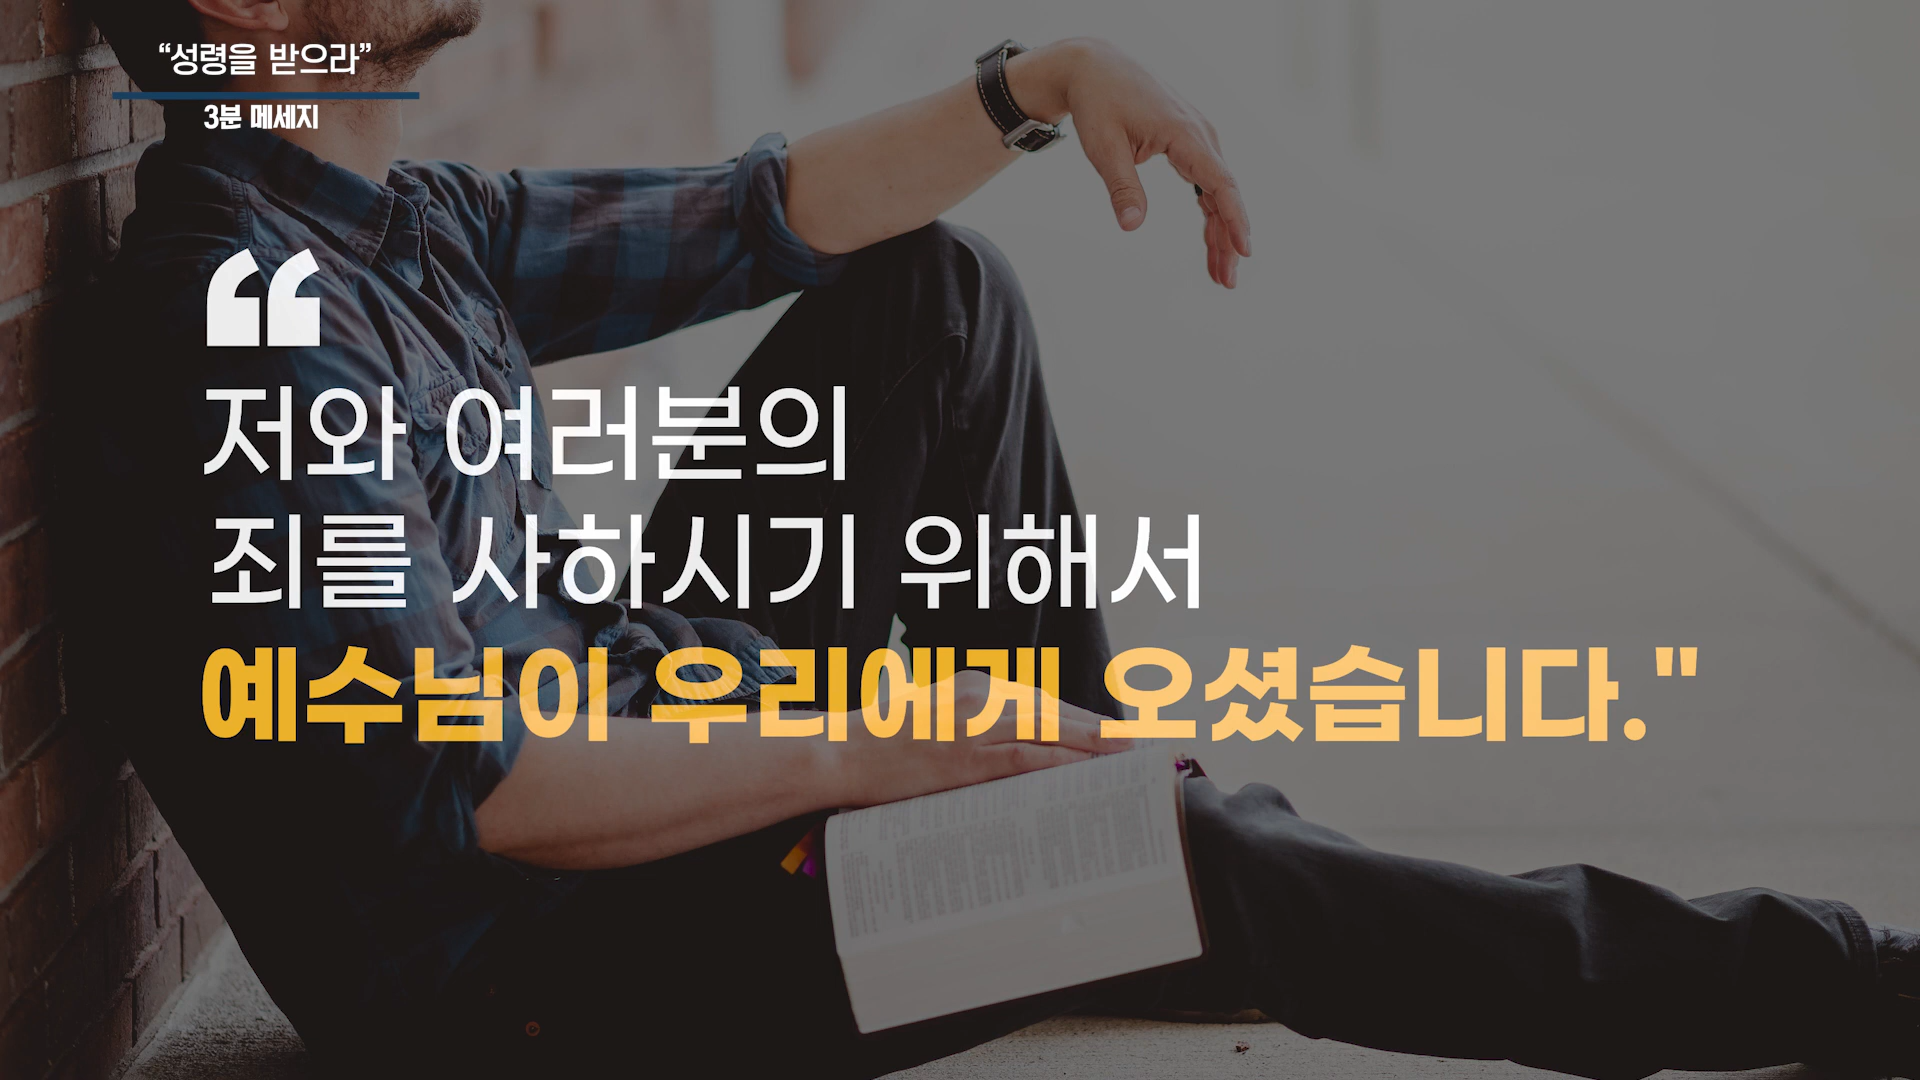 “성령을 받으라”
3분 메세지
“
저와 여러분의
죄를 사하시기 위해서
예수님이 우리에게 오셨습니다."